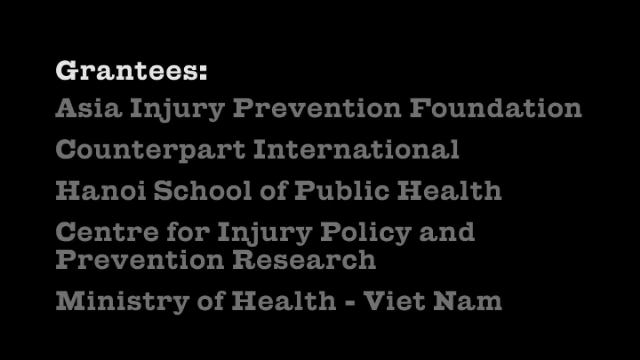 Grantees:
Asia Injury Prevention Foundation
Counterpart International
Hanoi School of Public Health
Centre for Injury Policy and
Prevention Research
Ministry of Health - Viet Nam